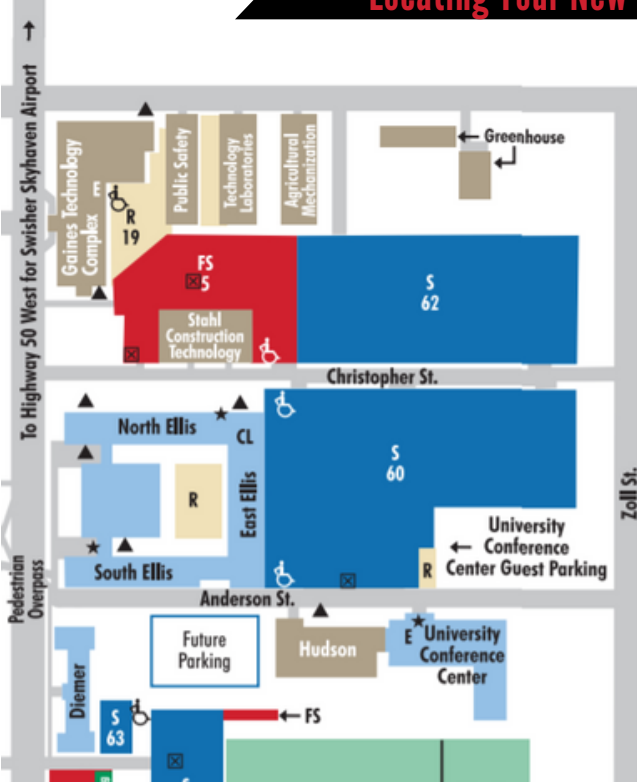 Locating Your New
To Highway 50 West for Swisher Skyhaven Airport
Gaines Technology
Complex
E
R
19
Public Safety
Technology
Laboratories
Agricultural
Mechanization
Greenhouse
FS
5
Stahl
Construction
Technology
S
62
Christopher St.
North Ellis
CL
East Ellis
R
South Ellis
S
60
Zoll St.
University
Conference
Center Guest Parking
R
Pedestrian
Overpass
Anderson St.
Future
Parking
Hudson
E
University
Conference
Center
Diemer
S
63
FS